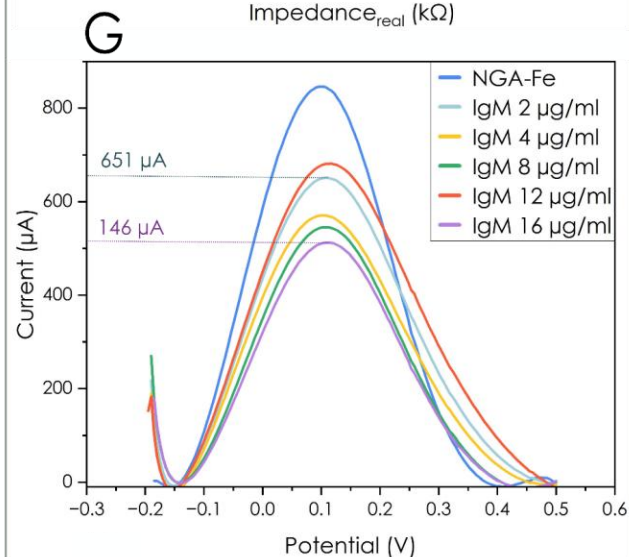 Impedance_real (kΩ)
G
NGA-Fe
IgM 2 µg/ml
IgM 4 µg/ml
IgM 8 µg/ml
IgM 12 µg/ml
IgM 16 µg/ml
651 µA
146 µA
Current (µA)
800
600
400
200
0
−0.3 −0.2 −0.1 0.0 0.1 0.2 0.3 0.4 0.5 0.6
Potential (V)